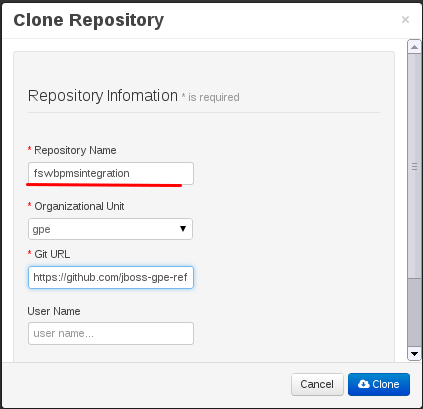 Clone Repository
×
Repository Infomation * is required
* Repository Name
fswbpmsintegration
* Organizational Unit
gpe
* Git URL
https://github.com/jboss-gpe-ref
User Name
user name...
Cancel
Clone